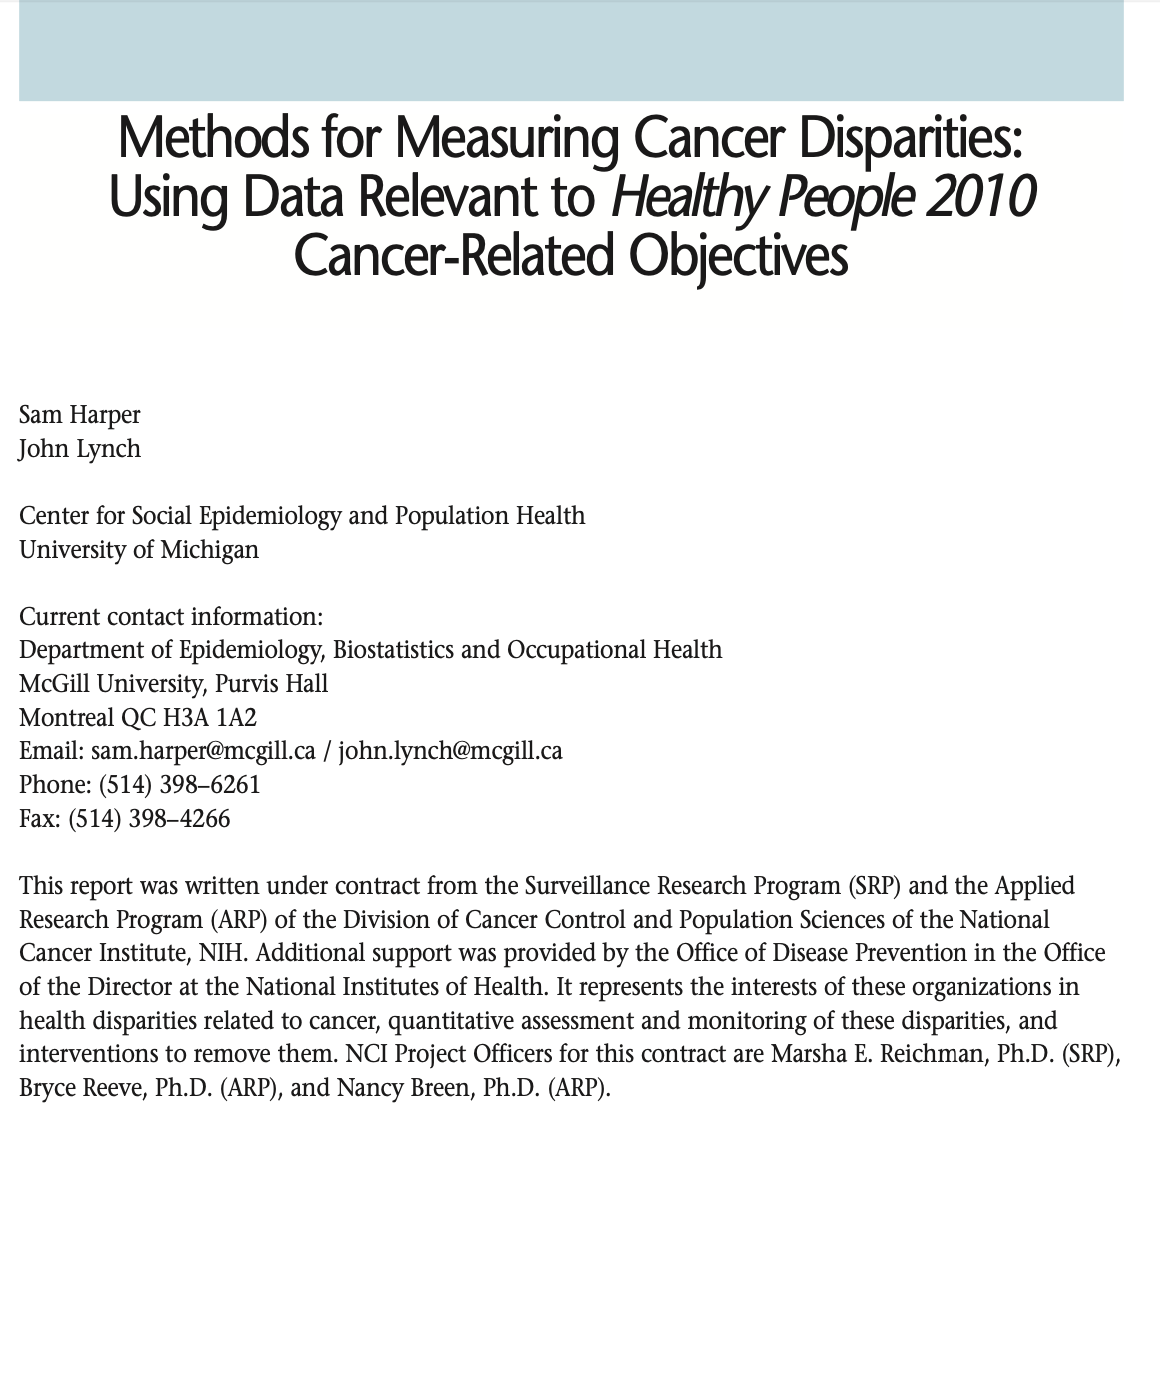 Methods for Measuring Cancer Disparities:
Using Data Relevant to Healthy People 2010
Cancer-Related Objectives
Sam Harper
John Lynch
Center for Social Epidemiology and Population Health
University of Michigan
Current contact information:
Department of Epidemiology, Biostatistics and Occupational Health
McGill University, Purvis Hall
Montreal QC H3A 1A2
Email: sam.harper@mcgill.ca / john.lynch@mcgill.ca
Phone: (514) 398–6261
Fax: (514) 398–4266
This report was written under contract from the Surveillance Research Program (SRP) and the Applied
Research Program (ARP) of the Division of Cancer Control and Population Sciences of the National
Cancer Institute, NIH. Additional support was provided by the Office of Disease Prevention in the Office
of the Director at the National Institutes of Health. It represents the interests of these organizations in
health disparities related to cancer, quantitative assessment and monitoring of these disparities, and
interventions to remove them. NCI Project Officers for this contract are Marsha E. Reichman, Ph.D. (SRP),
Bryce Reeve, Ph.D. (ARP), and Nancy Breen, Ph.D. (ARP).